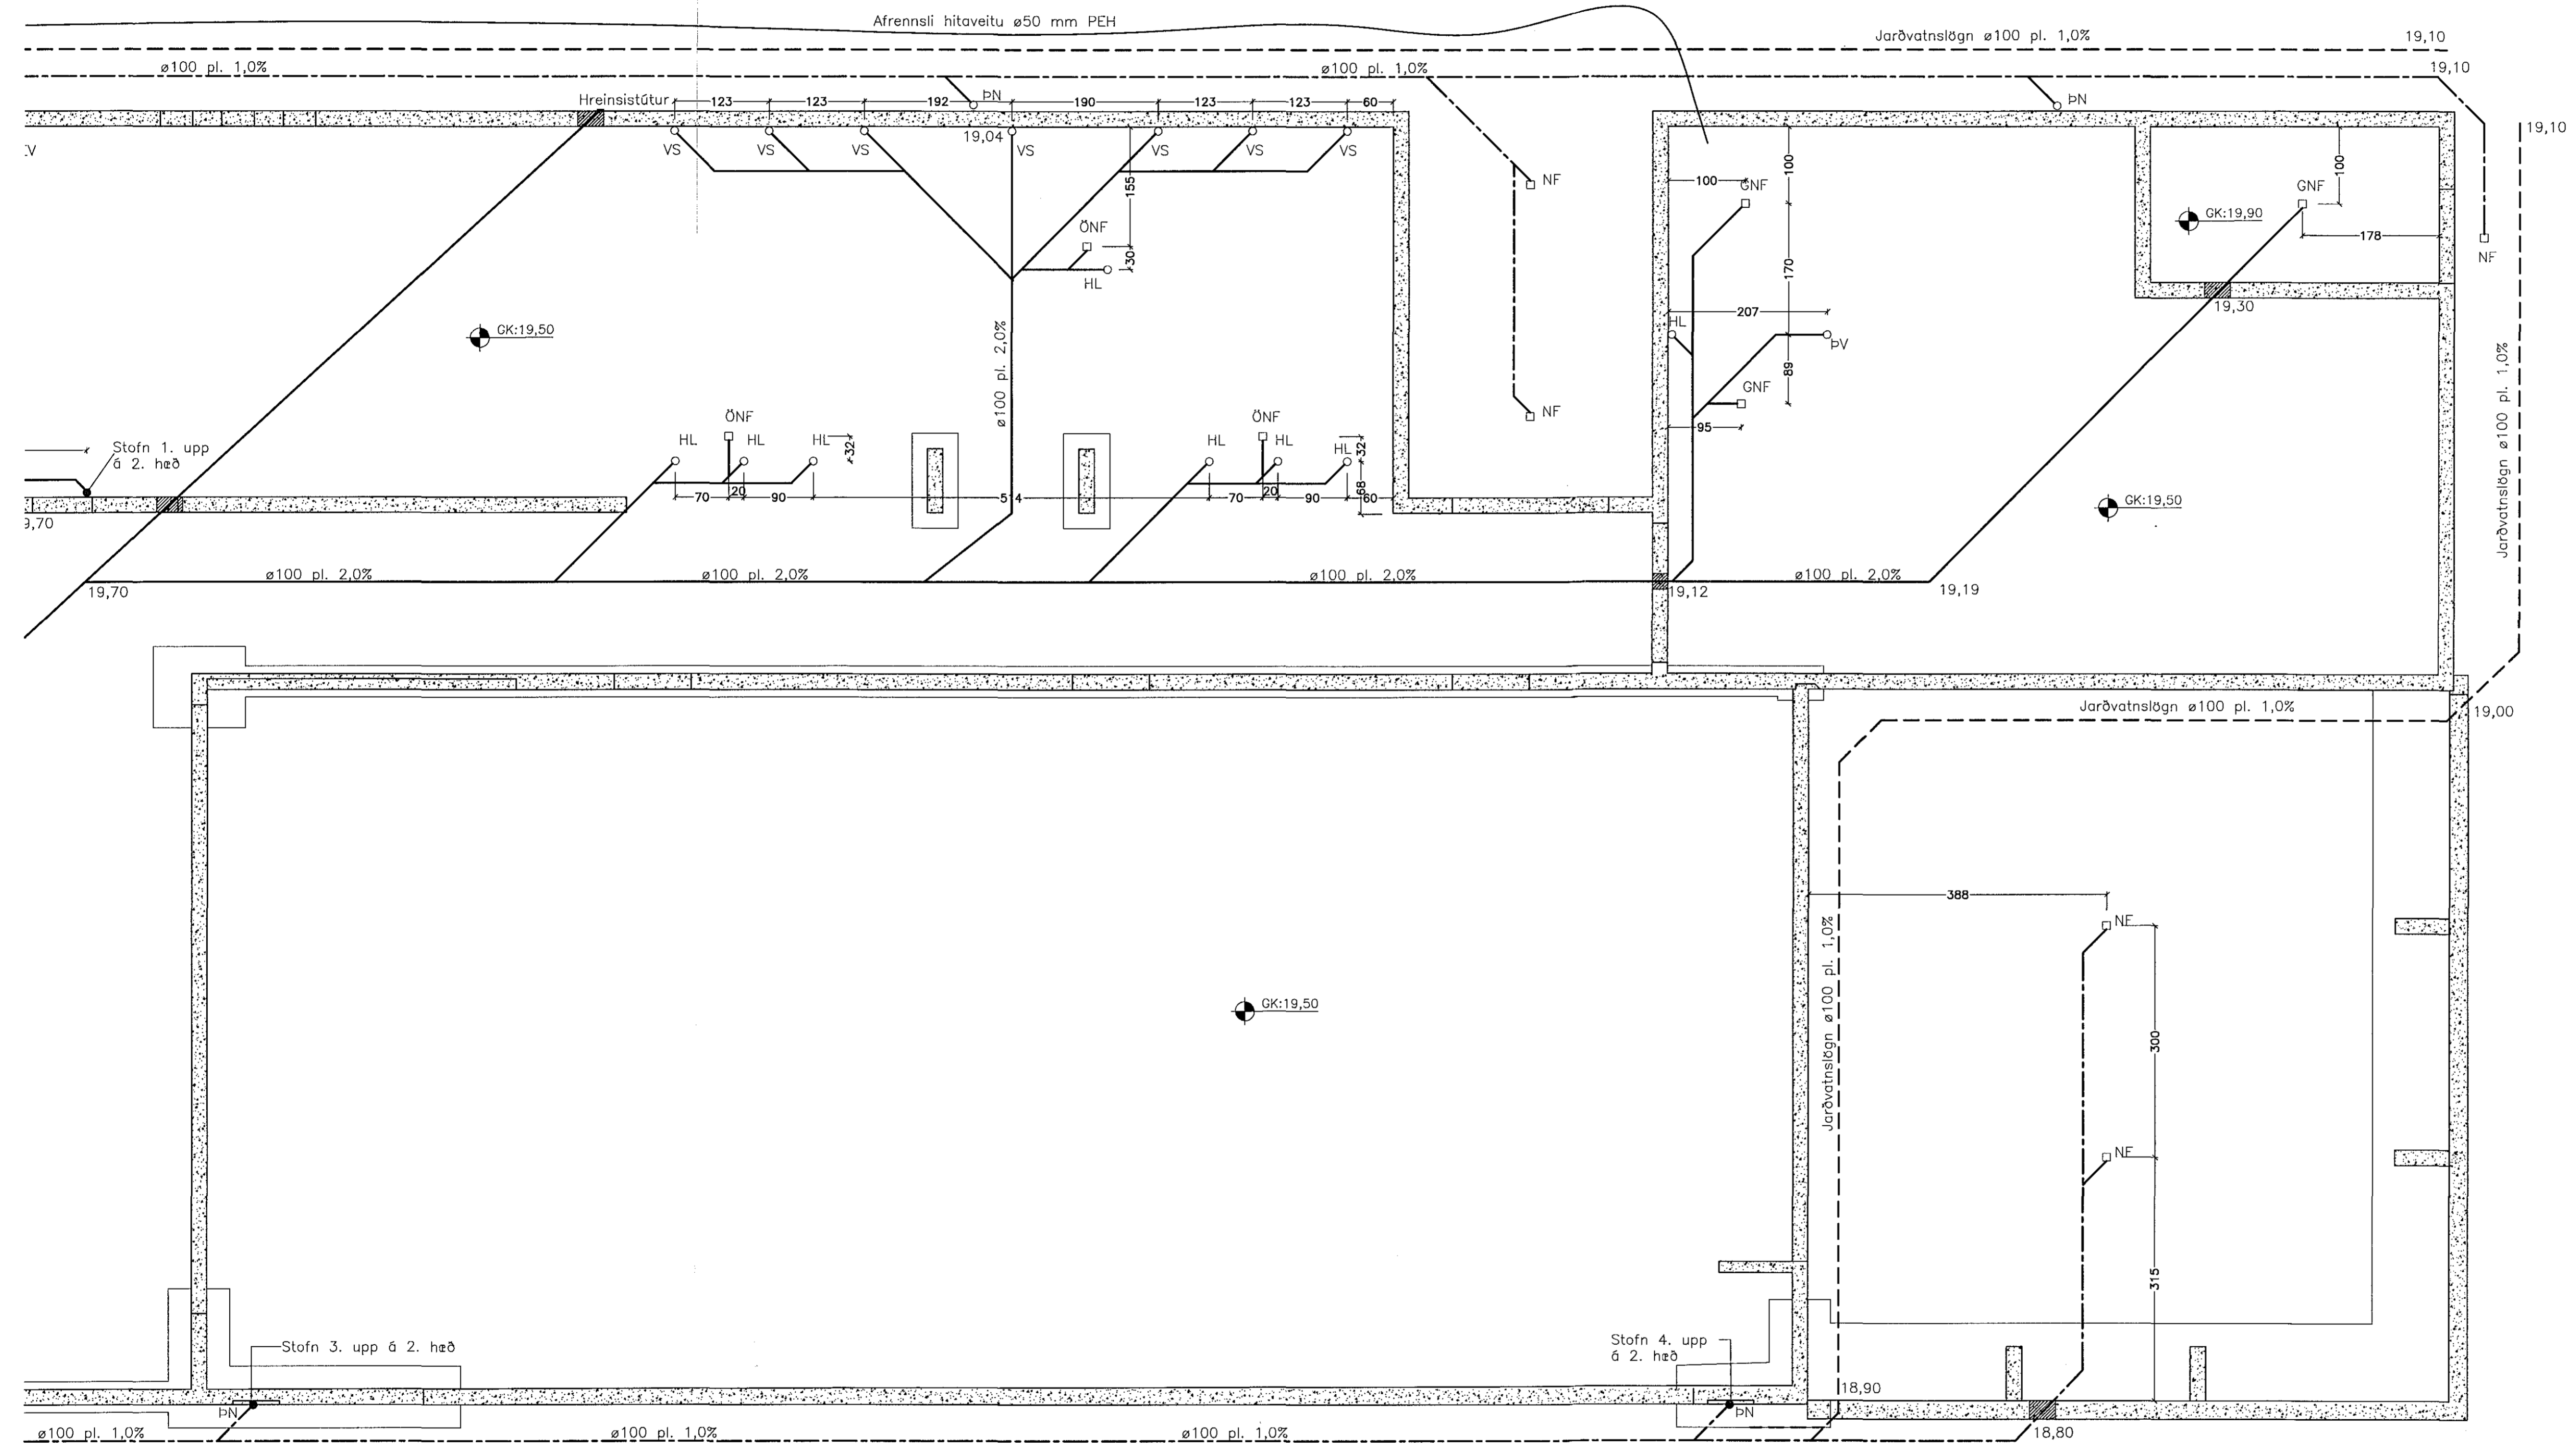 Afrennsli hitaveitu ø50 mm PEH
Jarðvatnslögn ø100 pl. 1,0%
19,10
ø100 pl. 1,0%
ø100 pl. 1,0%
19,10
Hreinsistútur
123
123
192
ÞN
190
123
123
60
ÞN
19,10
19,04
VS
VS
VS
VS
VS
VS
VS
155
ÖNF
30
HL
NF
NF
100
100
GNF
170
207
HL
ÞV
89
GNF
95
GNF
100
GK:19,90
178
NF
19,30
GK:19,50
ø100 pl. 2,0%
Jarðvatnslögn ø100 pl. 1,0%
Stofn 1. upp
á 2. hæð
ÖNF
HL
HL
HL
32
70
20
90
514
ÖNF
HL
HL
HL
32
70
20
90
60
68
GK:19,50
9,70
ø100 pl. 2,0%
ø100 pl. 2,0%
ø100 pl. 2,0%
ø100 pl. 2,0%
19,70
19,12
19,19
Jarðvatnslögn ø100 pl. 1,0%
19,00
388
NF
Jarðvatnslögn ø100 pl. 1,0%
GK:19,50
300
NF
315
Stofn 3. upp á 2. hæð
Stofn 4. upp
á 2. hæð
ÞN
ÞN
18,90
ø100 pl. 1,0%
ø100 pl. 1,0%
ø100 pl. 1,0%
18,80